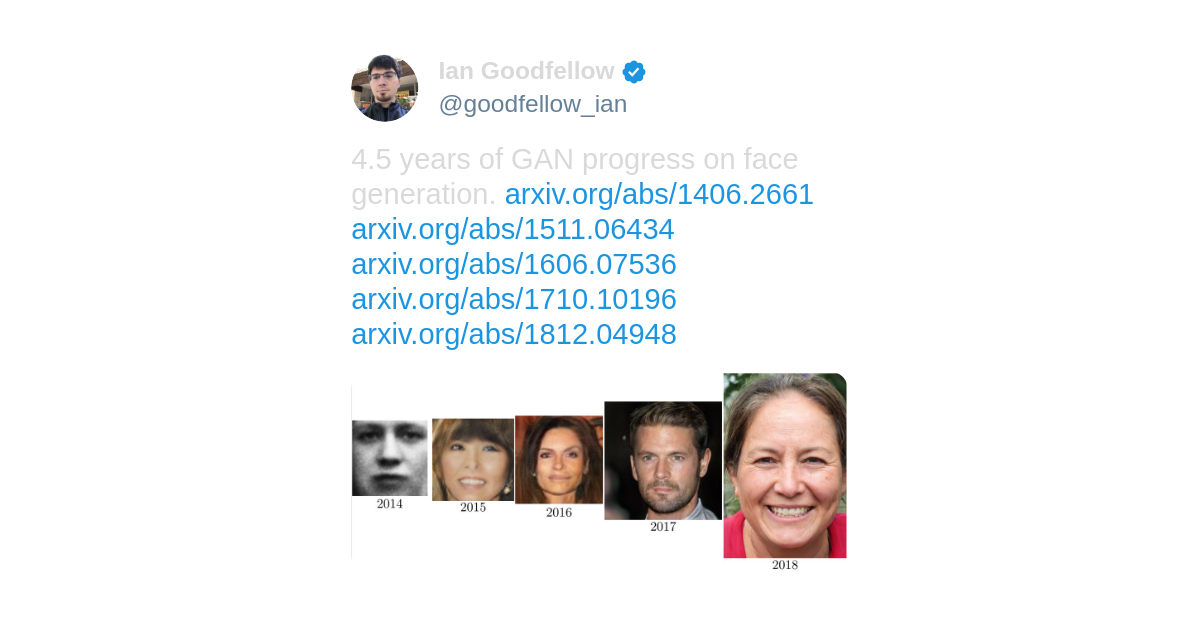 Ian Goodfellow
@goodfellow_ian
4.5 years of GAN progress on face
generation. arxiv.org/abs/1406.2661
arxiv.org/abs/1511.06434
arxiv.org/abs/1606.07536
arxiv.org/abs/1710.10196
arxiv.org/abs/1812.04948
2014
2015
2016
2017
2018